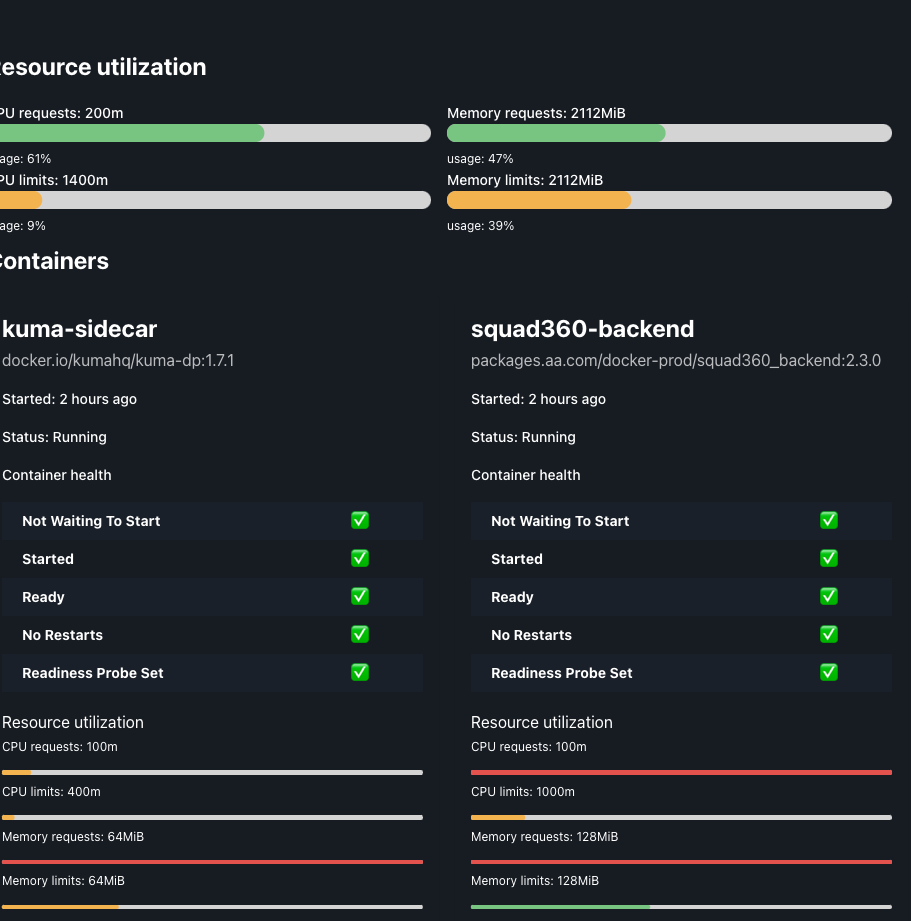 esource utilization
PU requests: 200m
Memory requests: 2112MiB
age: 61%
usage: 47%
PU limits: 1400m
Memory limits: 2112MiB
age: 9%
usage: 39%
Containers
kuma-sidecar
docker.io/kumahq/kuma-dp:1.7.1
Started: 2 hours ago
Status: Running
Container health
Not Waiting To Start
Started
Ready
No Restarts
Readiness Probe Set
Resource utilization
CPU requests: 100m
CPU limits: 400m
Memory requests: 64MiB
Memory limits: 64MiB
squad360-backend
packages.aa.com/docker-prod/squad360_backend:2.3.0
Started: 2 hours ago
Status: Running
Container health
Not Waiting To Start
Started
Ready
No Restarts
Readiness Probe Set
Resource utilization
CPU requests: 100m
CPU limits: 1000m
Memory requests: 128MiB
Memory limits: 128MiB